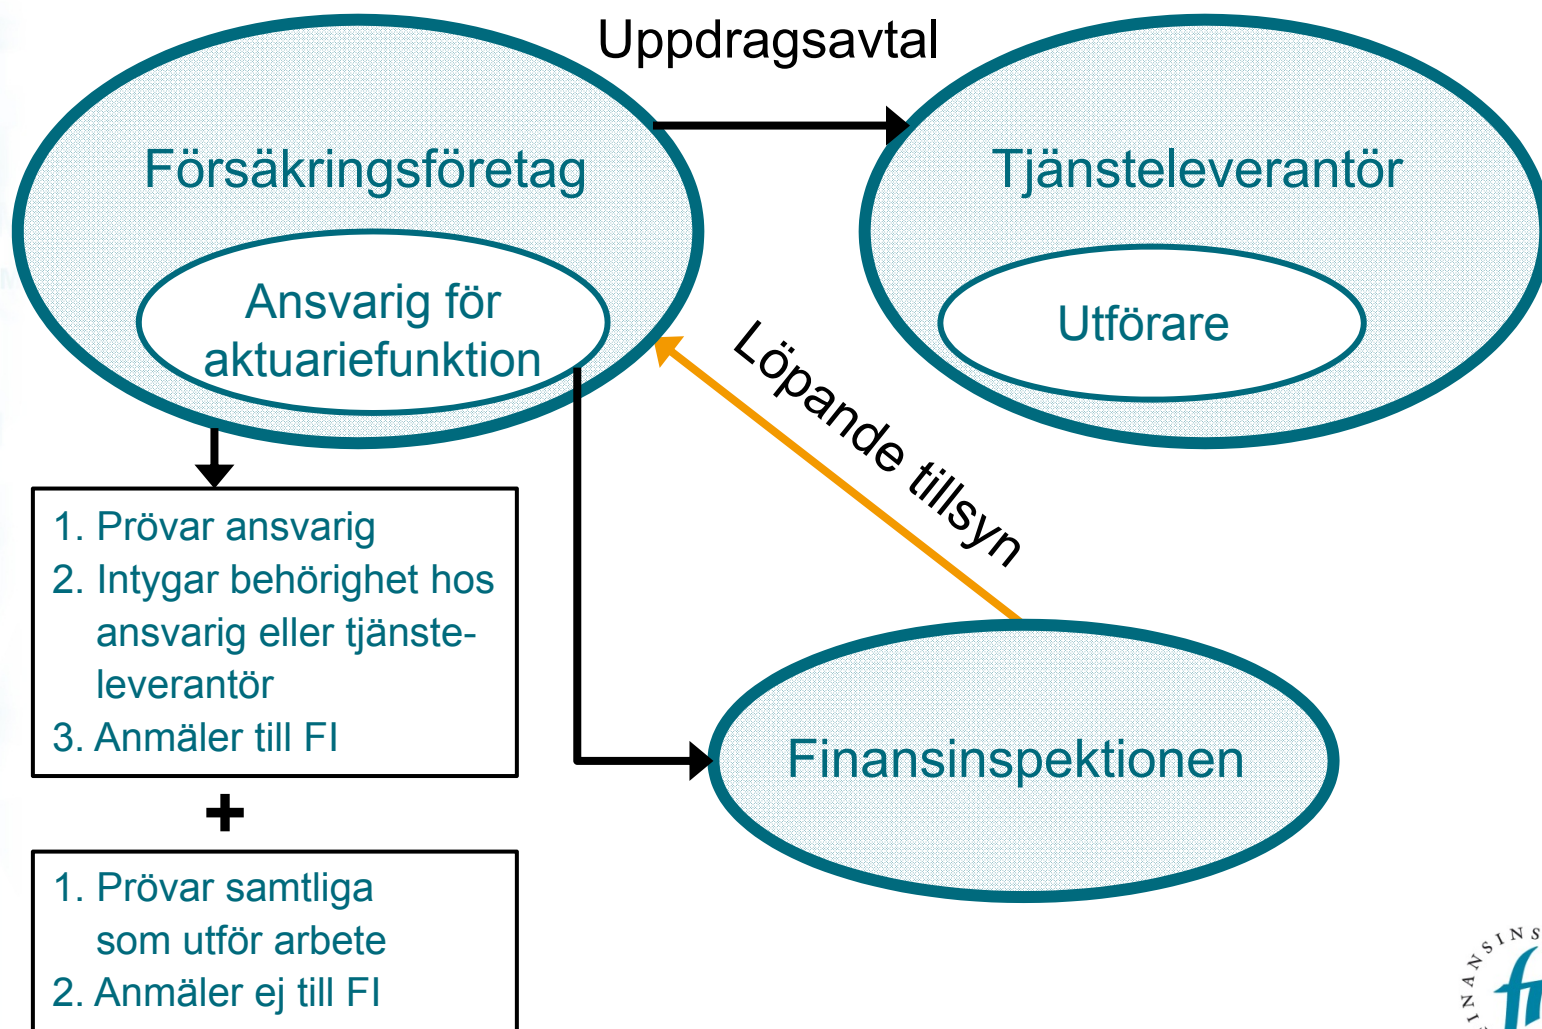 Uppdragsavtal
Försäkringsföretag
Ansvarig för
aktuariefunktion
Tjänsteleverantör
Utförare
Löpande tillsyn
1. Prövar ansvarig
2. Intygar behörighet hos
ansvarig eller tjänste-
leverantör
3. Anmäler till FI
+
1. Prövar samtliga
som utför arbete
2. Anmäler ej till FI
Finansinspektionen